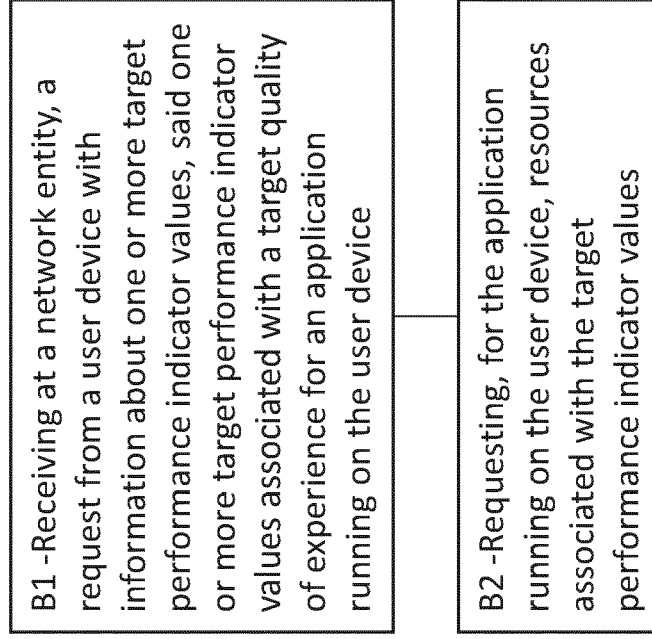 B1 -Receiving at a network entity, a
request from a user device with
information about one or more target
performance indicator values, said one
or more target performance indicator
values associated with a target quality
of experience for an application
running on the user device
B2 -Requesting, for the application
running on the user device, resources
associated with the target
performance indicator values